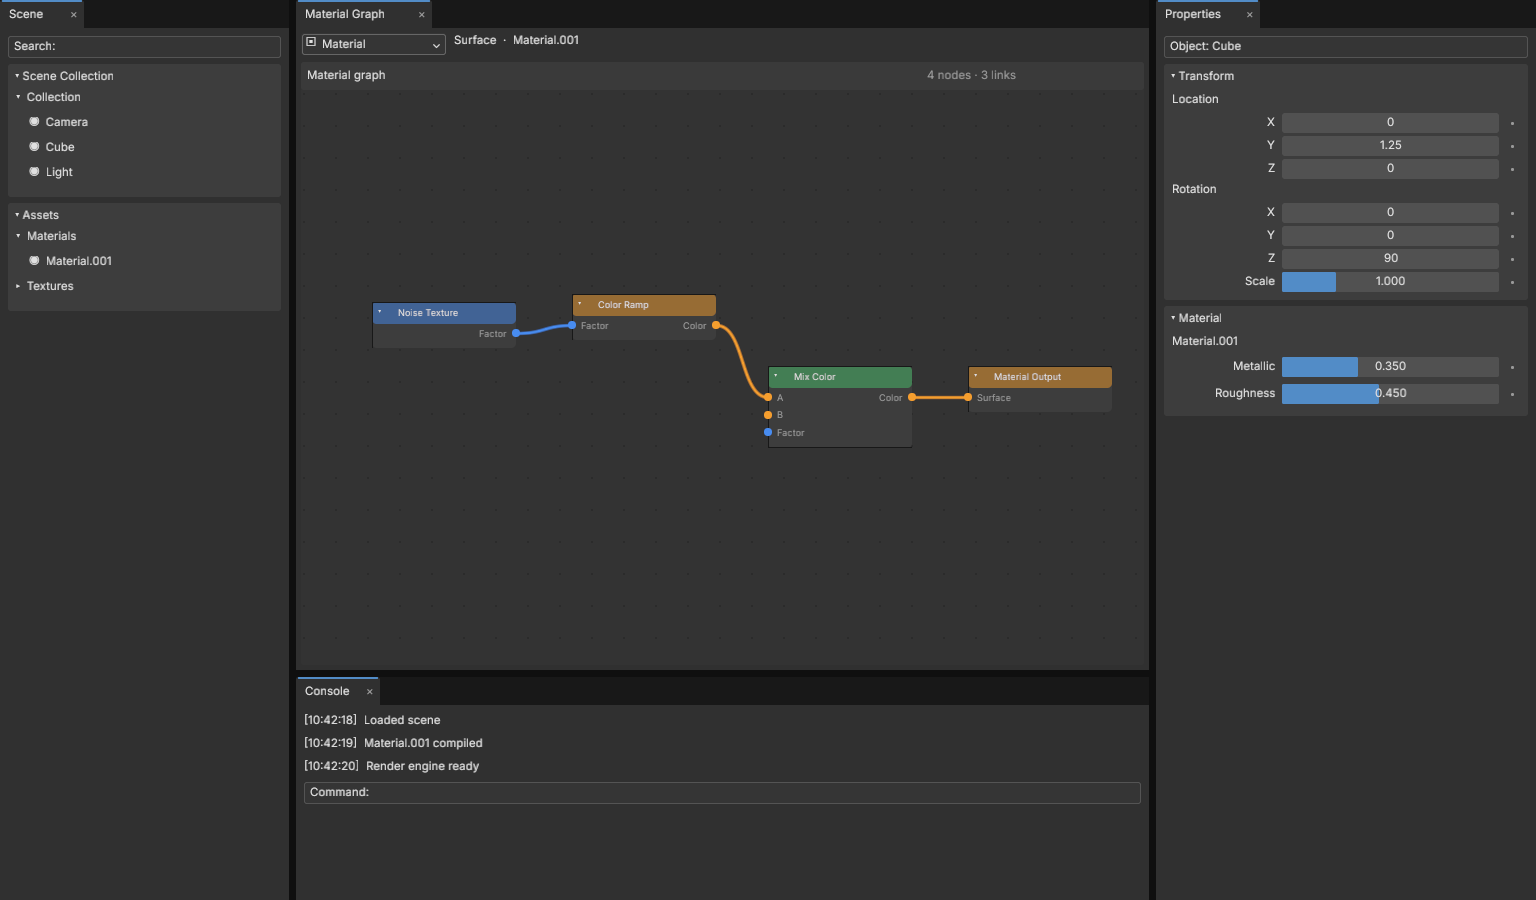 Scene ×
Search:
Scene Collection
Collection
Camera
Cube
Light
Assets
Materials
Material.001
Textures
Material Graph ×
Material
Surface · Material.001
Material graph
4 nodes · 3 links
Noise Texture
Factor
Color Ramp
Factor Color
Mix Color
A Color
B
Factor
Material Output
Surface
Console ×
[10:42:18] Loaded scene
[10:42:19] Material.001 compiled
[10:42:20] Render engine ready
Command:
Properties ×
Object: Cube
Transform
Location
X 0
Y 1.25
Z 0
Rotation
X 0
Y 0
Z 90
Scale 1.000
Material
Material.001
Metallic 0.350
Roughness 0.450